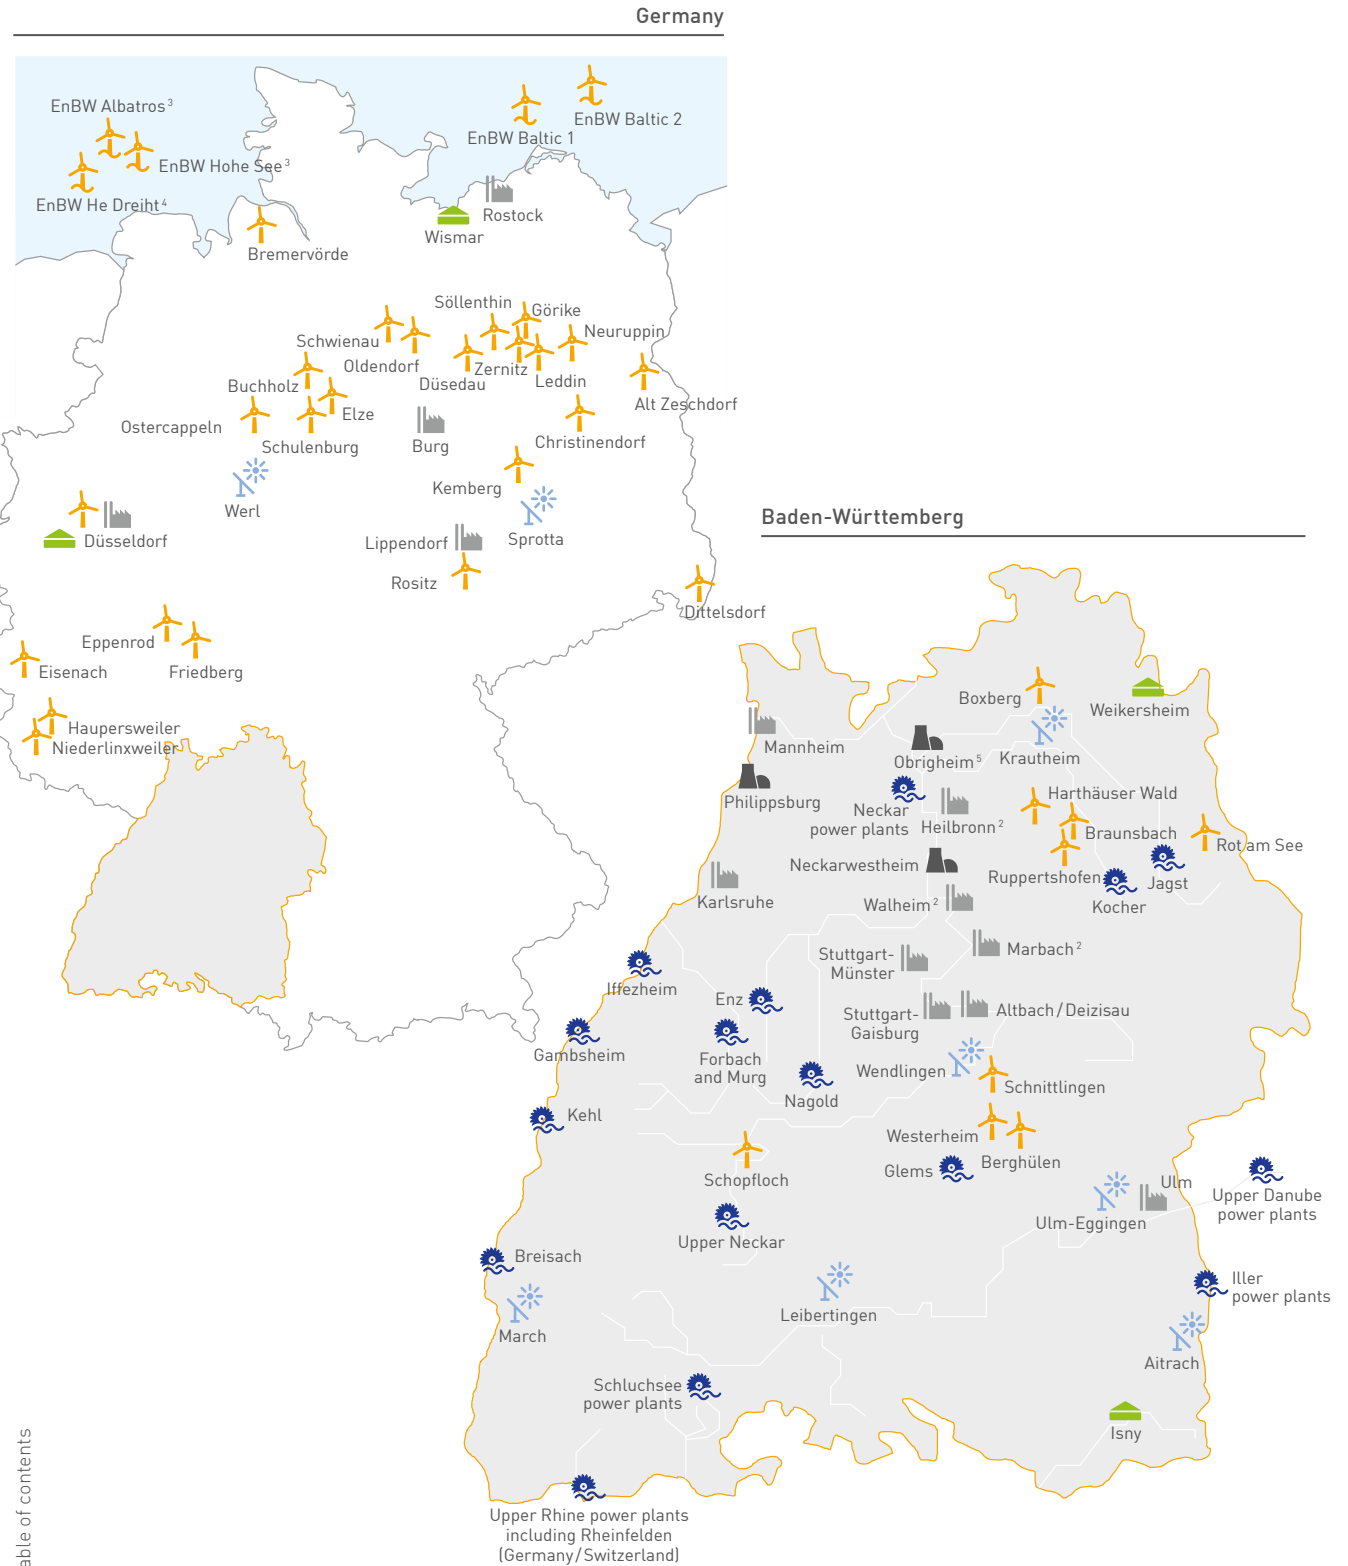 Germany
EnBW Albatros³
EnBW Baltic 2
EnBW Baltic 1
EnBW Hohe See³
EnBW He Dreiht⁴
Rostock
Wismar
Bremervörde
Söllenthin
Görike
Neuruppin
Schwienau
Oldendorf
Zernitz
Düsedau
Leddin
Buchholz
Alt Zeschdorf
Elze
Ostercappeln
Schulenburg
Burg
Christinendorf
Kemberg
Werl
Sprotta
Düsseldorf
Lippendorf
Rositz
Dittelsdorf
Eppenrod
Eisenach
Friedberg
Haupersweiler
Niederlinxweiler
Baden-Württemberg
Boxberg
Weikersheim
Mannheim
Obrigheim⁵
Krautheim
Philippsburg
Harthäuser Wald
Neckar
power plants
Heilbronn²
Braunsbach
Rot am See
Neckarwestheim
Ruppertshofen
Jagst
Kocher
Karlsruhe
Walheim²
Marbach²
Stuttgart-
Münster
Iffezheim
Enz
Stuttgart-
Gaisburg
Altbach/Deizisau
Gambsheim
Forbach
and Murg
Wendlingen
Schnittlingen
Nagold
Kehl
Westerheim
Berghülen
Glems
Schopfloch
Ulm
Upper Danube
power plants
Ulm-Eggingen
Upper Neckar
Breisach
Iller
power plants
Leibertingen
March
Aitrach
Schluchsee
power plants
Isny
Upper Rhine power plants
including Rheinfelden
(Germany/Switzerland)
able of contents